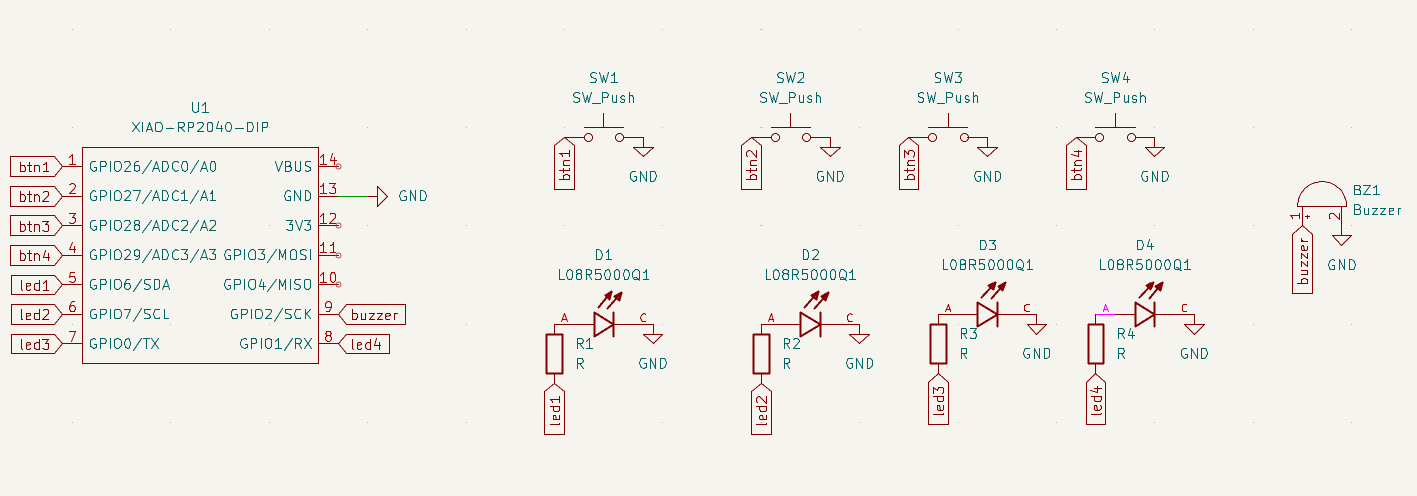 U1
XIAO-RP2040-DIP
btn1 1 GPIO26/ADC0/A0 VBUS 14
btn2 2 GPIO27/ADC1/A1 GND 13 GND
btn3 3 GPIO28/ADC2/A2 3V3 12
btn4 4 GPIO29/ADC3/A3 GPIO3/MOSI 11
led1 5 GPIO6/SDA GPIO4/MISO 10
led2 6 GPIO7/SCL GPIO2/SCK 9 buzzer
led3 7 GPIO0/TX GPIO1/RX 8 led4
SW1
SW_Push
btn1
GND
SW2
SW_Push
btn2
GND
SW3
SW_Push
btn3
GND
SW4
SW_Push
btn4
GND
D1
L08R5000Q1
A C
R1
R GND
led1
D2
L08R5000Q1
A C
R2
R GND
led2
D3
L08R5000Q1
A C
R3
R GND
led3
D4
L08R5000Q1
A C
R4
R GND
led4
BZ1
Buzzer
1 + 2
buzzer
GND